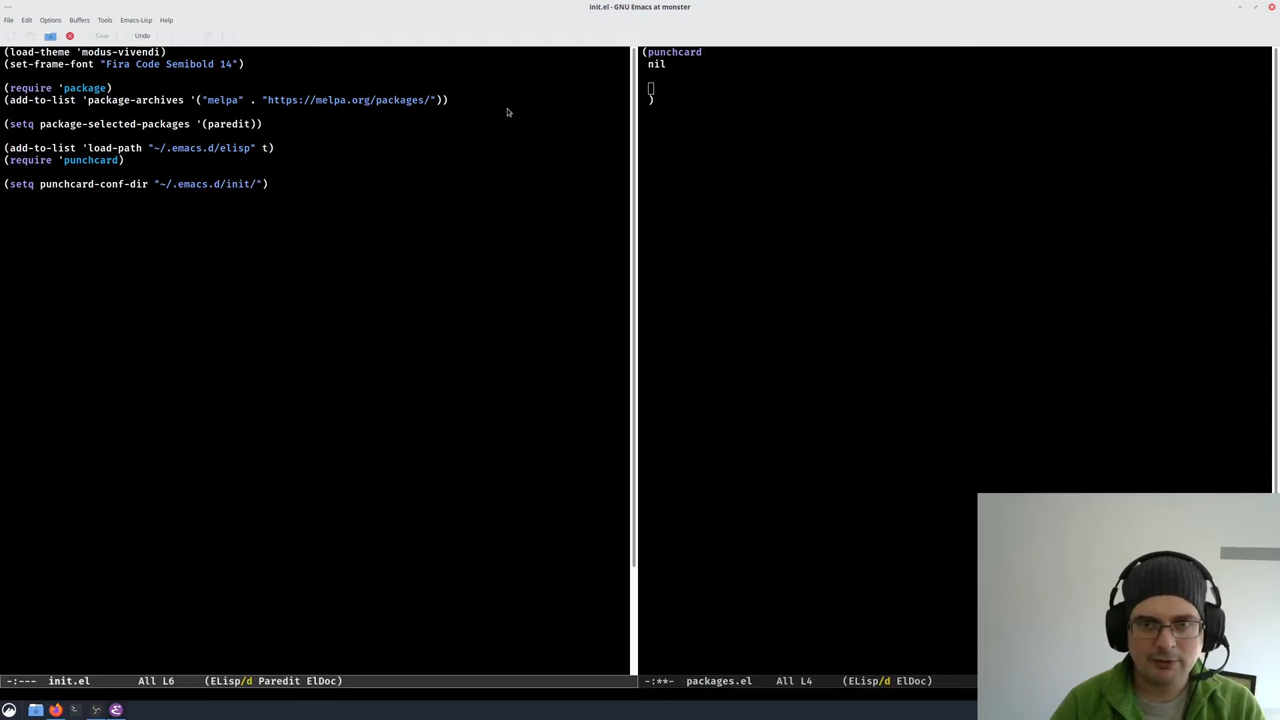 init.el - GNU Emacs at monster
File Edit Options Buffers Tools Emacs-Lisp Help
Save Undo
(load-theme 'modus-vivendi)
(set-frame-font "Fira Code Semibold 14")
(require 'package)
(add-to-list 'package-archives '("melpa" . "https://melpa.org/packages/"))
(setq package-selected-packages '(paredit))
(add-to-list 'load-path "~/.emacs.d/elisp" t)
(require 'punchcard)
(setq punchcard-conf-dir "~/.emacs.d/init/")
-:--- init.el All L6 (ELisp/d Paredit ElDoc)
(punchcard
nil
)
-:**- packages.el All L4 (ELisp/d ElDoc)